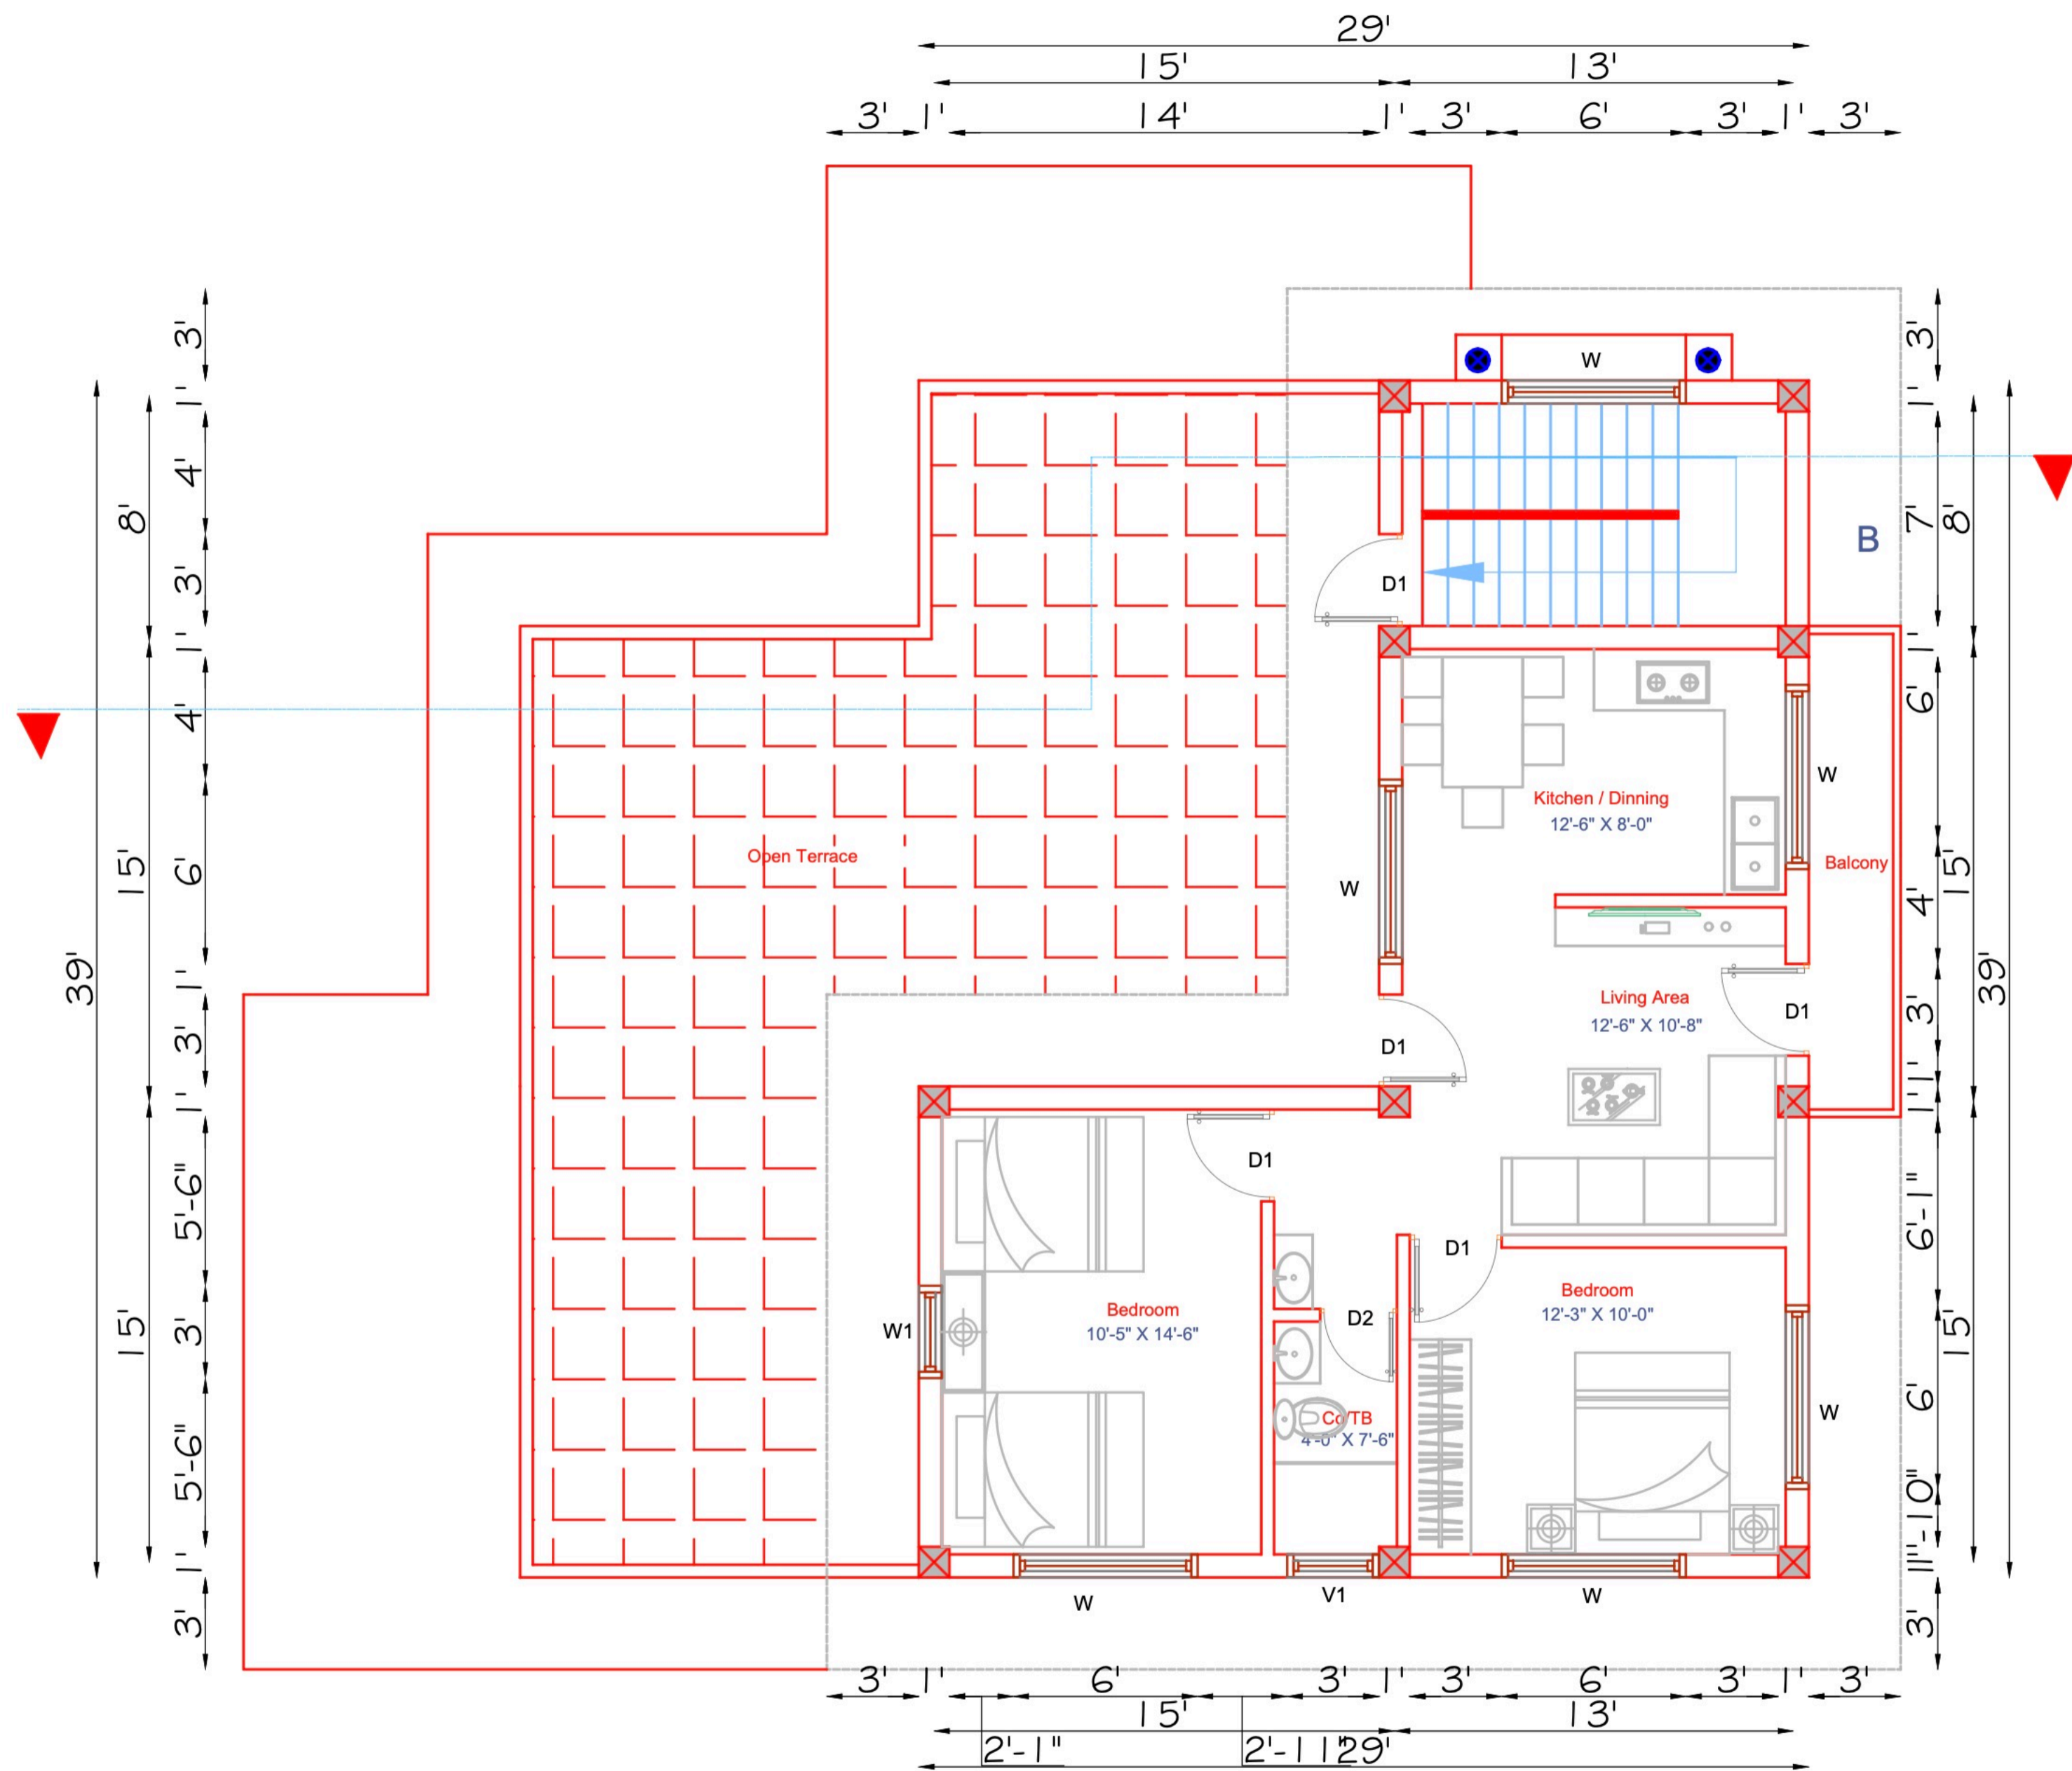 29'
15' 13'
3' 1' 14' 1' 3' 6' 3' 1' 3'
3'
1'
4'
8'
3'
1'
4'
15'
6'
39'
1'
3'
1'
5'-6"
15'
3'
5'-6"
1'
3'
W
D1
B
Kitchen / Dinning
12'-6" X 8'-0"
W
Open Terrace
Balcony
W
Living Area
12'-6" X 10'-8"
D1
D1
D1
D1
Bedroom
12'-3" X 10'-0"
Bedroom
10'-5" X 14'-6"
D2
W1
W
Co/TB
4'-0" X 7'-6"
W
V1
W
3'
1'
7'
8'
1'
6'
15'
4'
39'
3'
1'
1'
6'-1"
15'
6'
1'-10"
1'
3'
3' 1' 6' 3' 1' 3' 6' 3' 1' 3'
15' 13'
2'-1" 2'-11" 29'